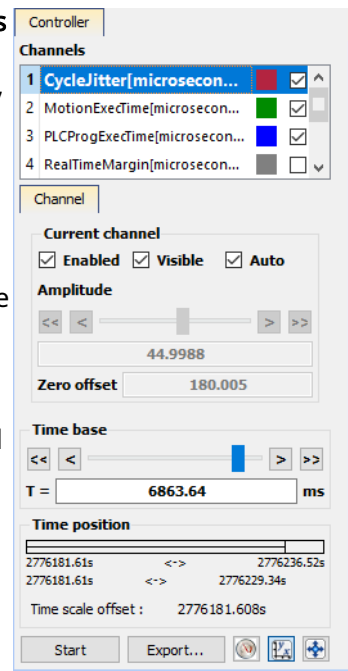 s
Controller
Channels
1 CycleJitter[microsecon...
2 MotionExecTime[microsecon...
3 PLCProgExecTime[microsecon...
4 RealTimeMargin[microsecon...
Channel
Current channel
Enabled Visible Auto
e
Amplitude
<< < > >>
44.9988
Zero offset 180.005
Time base
<< < > >>
T = 6863.64 ms
Time position
2776181.61s <-> 2776236.52s
2776181.61s <-> 2776229.34s
Time scale offset : 2776181.608s
Start Export...